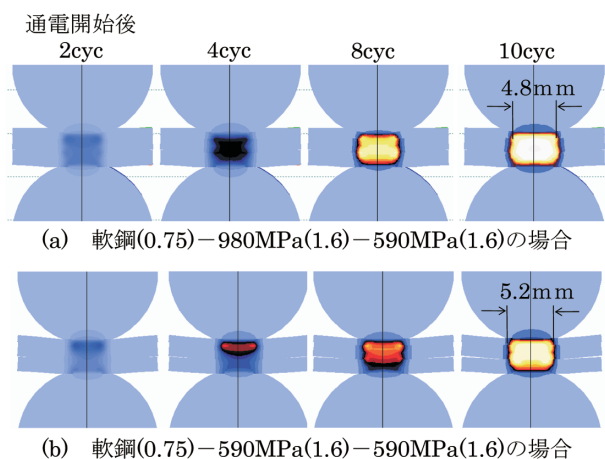 通電開始後
2cyc 4cyc 8cyc 10cyc
4.8mm
(a) 軟鋼(0.75)－980MPa(1.6)－590MPa(1.6)の場合
5.2mm
(b) 軟鋼(0.75)－590MPa(1.6)－590MPa(1.6)の場合